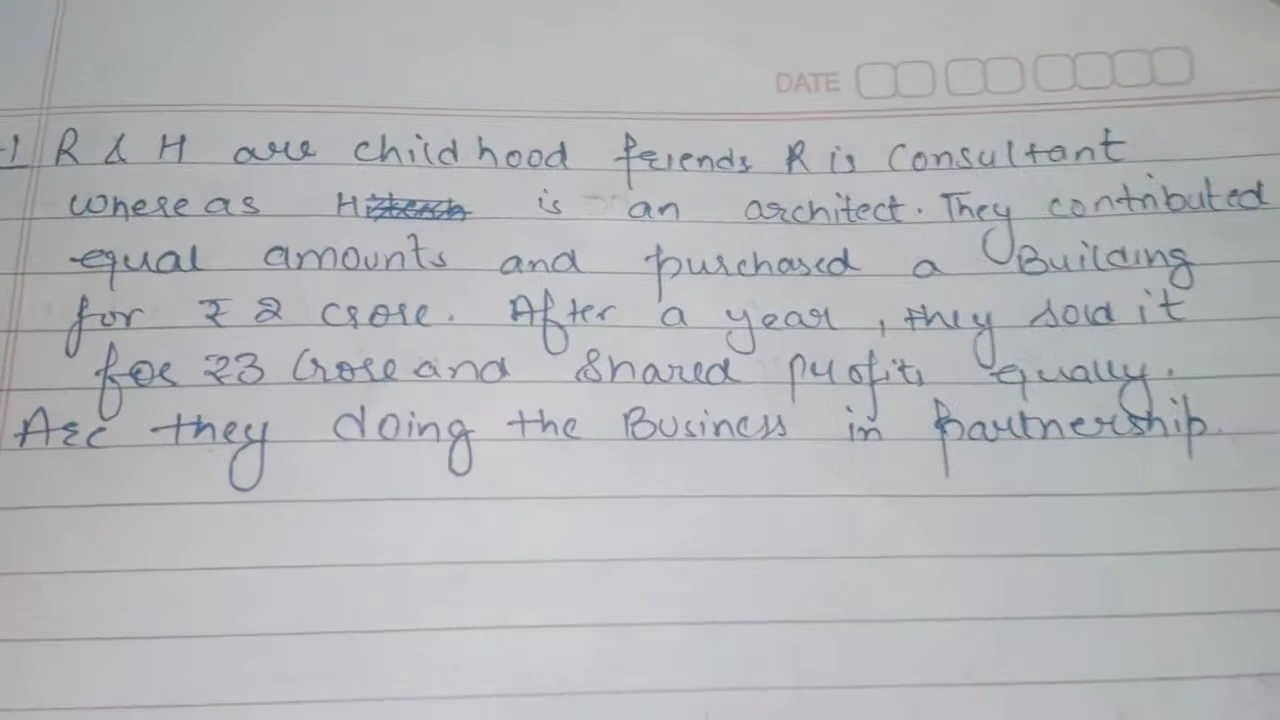 DATE
-1 R & H are childhood friends R is Consultant
whereas H is an architect. They contributed
equal amounts and purchased a Building
for ₹ 2 crore. After a year, they sold it
for ₹3 Crore and Shared profits equally.
Are they doing the Business in partnership.